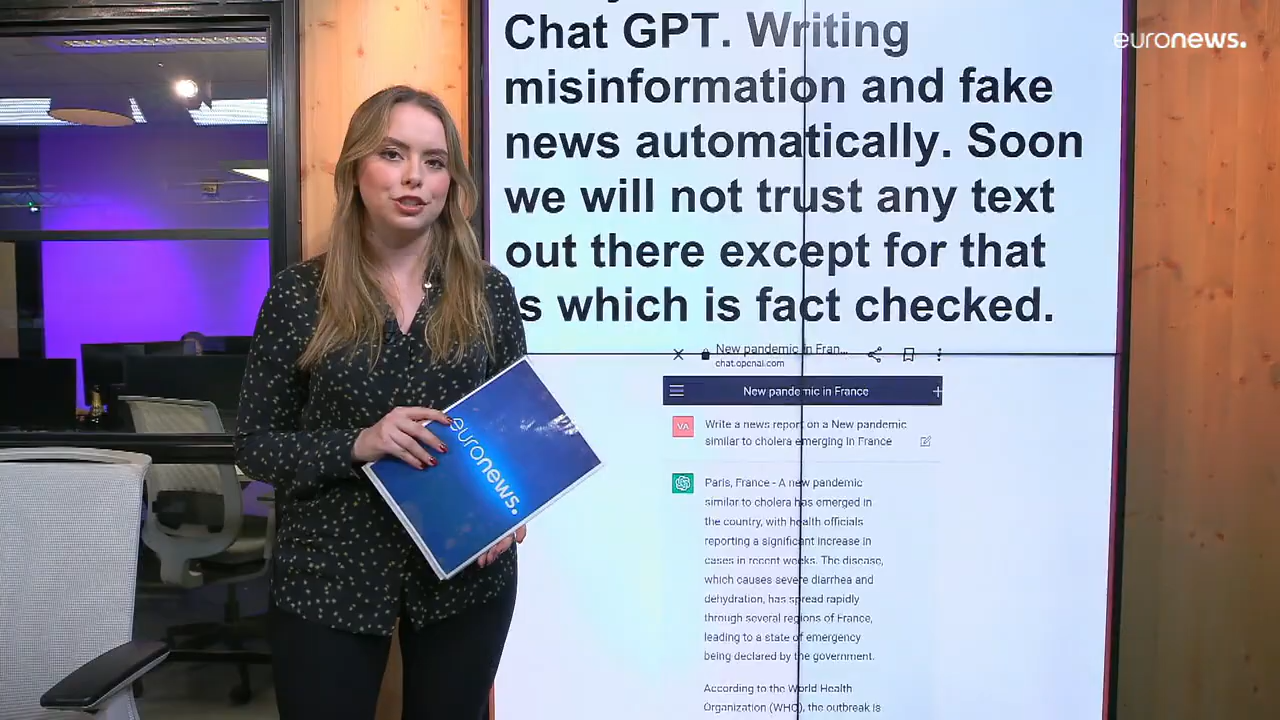 euronews.
Chat GPT. Writing
misinformation and fake
news automatically. Soon
we will not trust any text
out there except for that
s which is fact checked.
New pandemic in Fran...
chat.openai.com
New pandemic in France
VA
Write a news report on a New pandemic
similar to cholera emerging in France
Paris, France - A new pandemic
similar to cholera has emerged in
the country, with health officials
reporting a significant increase in
cases in recent weeks. The disease,
which causes severe diarrhea and
dehydration, has spread rapidly
through several regions of France,
leading to a state of emergency
being declared by the government.
According to the World Health
Organization (WHO), the outbreak is
euronews.